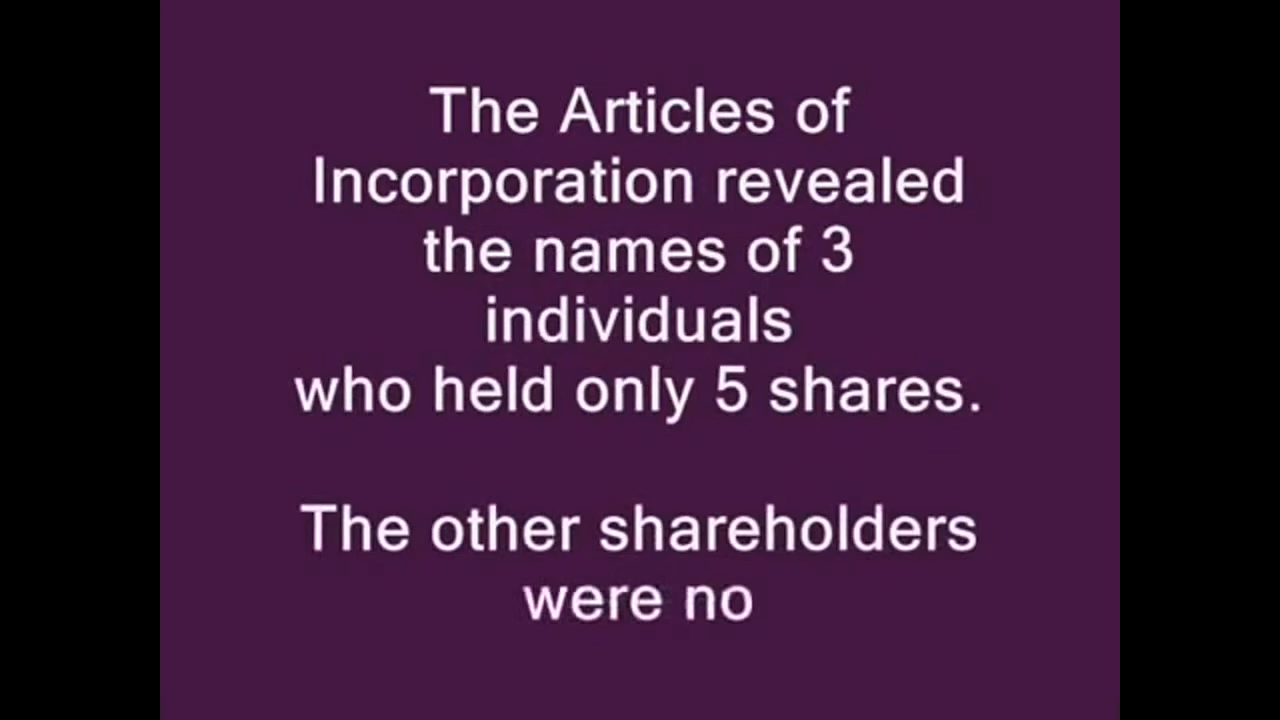 The Articles of
Incorporation revealed
the names of 3
individuals
who held only 5 shares.
The other shareholders
were no